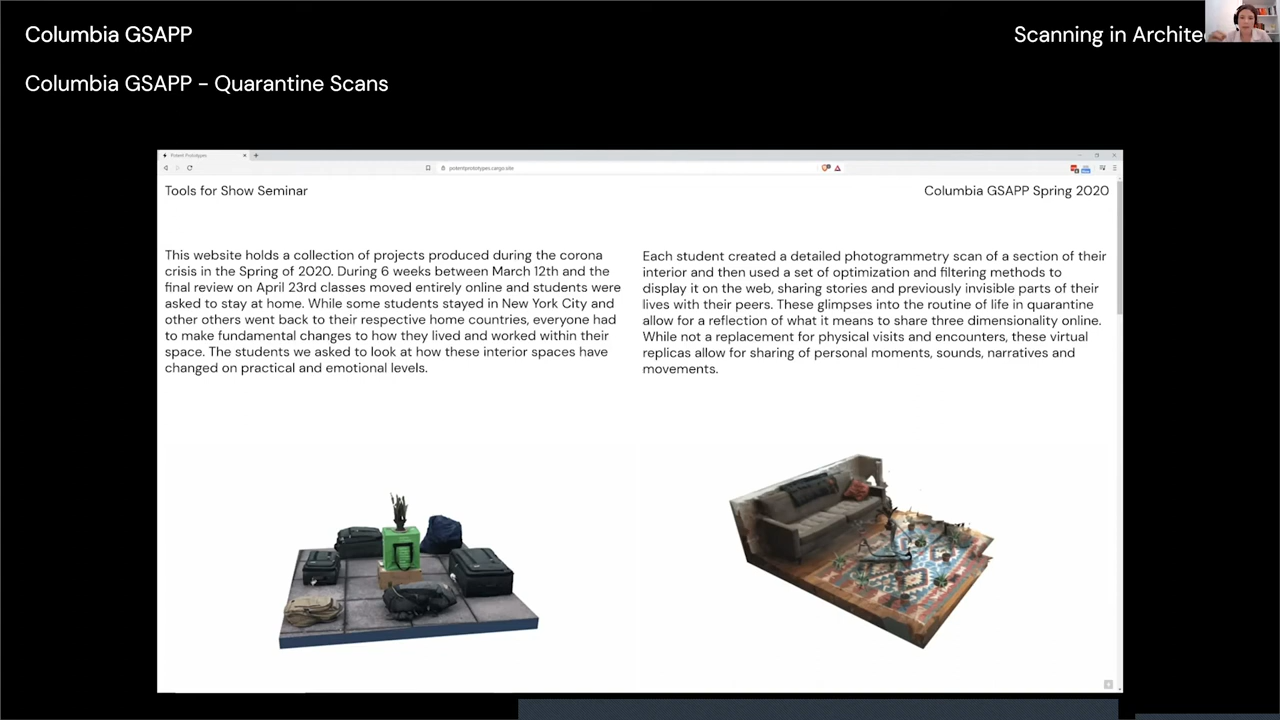 Columbia GSAPP
Scanning in Archite
Columbia GSAPP – Quarantine Scans
Potent Prototypes
potentprototypes.cargo.site
Tools for Show Seminar
Columbia GSAPP Spring 2020
This website holds a collection of projects produced during the corona
crisis in the Spring of 2020. During 6 weeks between March 12th and the
final review on April 23rd classes moved entirely online and students were
asked to stay at home. While some students stayed in New York City and
other others went back to their respective home countries, everyone had
to make fundamental changes to how they lived and worked within their
space. The students we asked to look at how these interior spaces have
changed on practical and emotional levels.
Each student created a detailed photogrammetry scan of a section of their
interior and then used a set of optimization and filtering methods to
display it on the web, sharing stories and previously invisible parts of their
lives with their peers. These glimpses into the routine of life in quarantine
allow for a reflection of what it means to share three dimensionality online.
While not a replacement for physical visits and encounters, these virtual
replicas allow for sharing of personal moments, sounds, narratives and
movements.